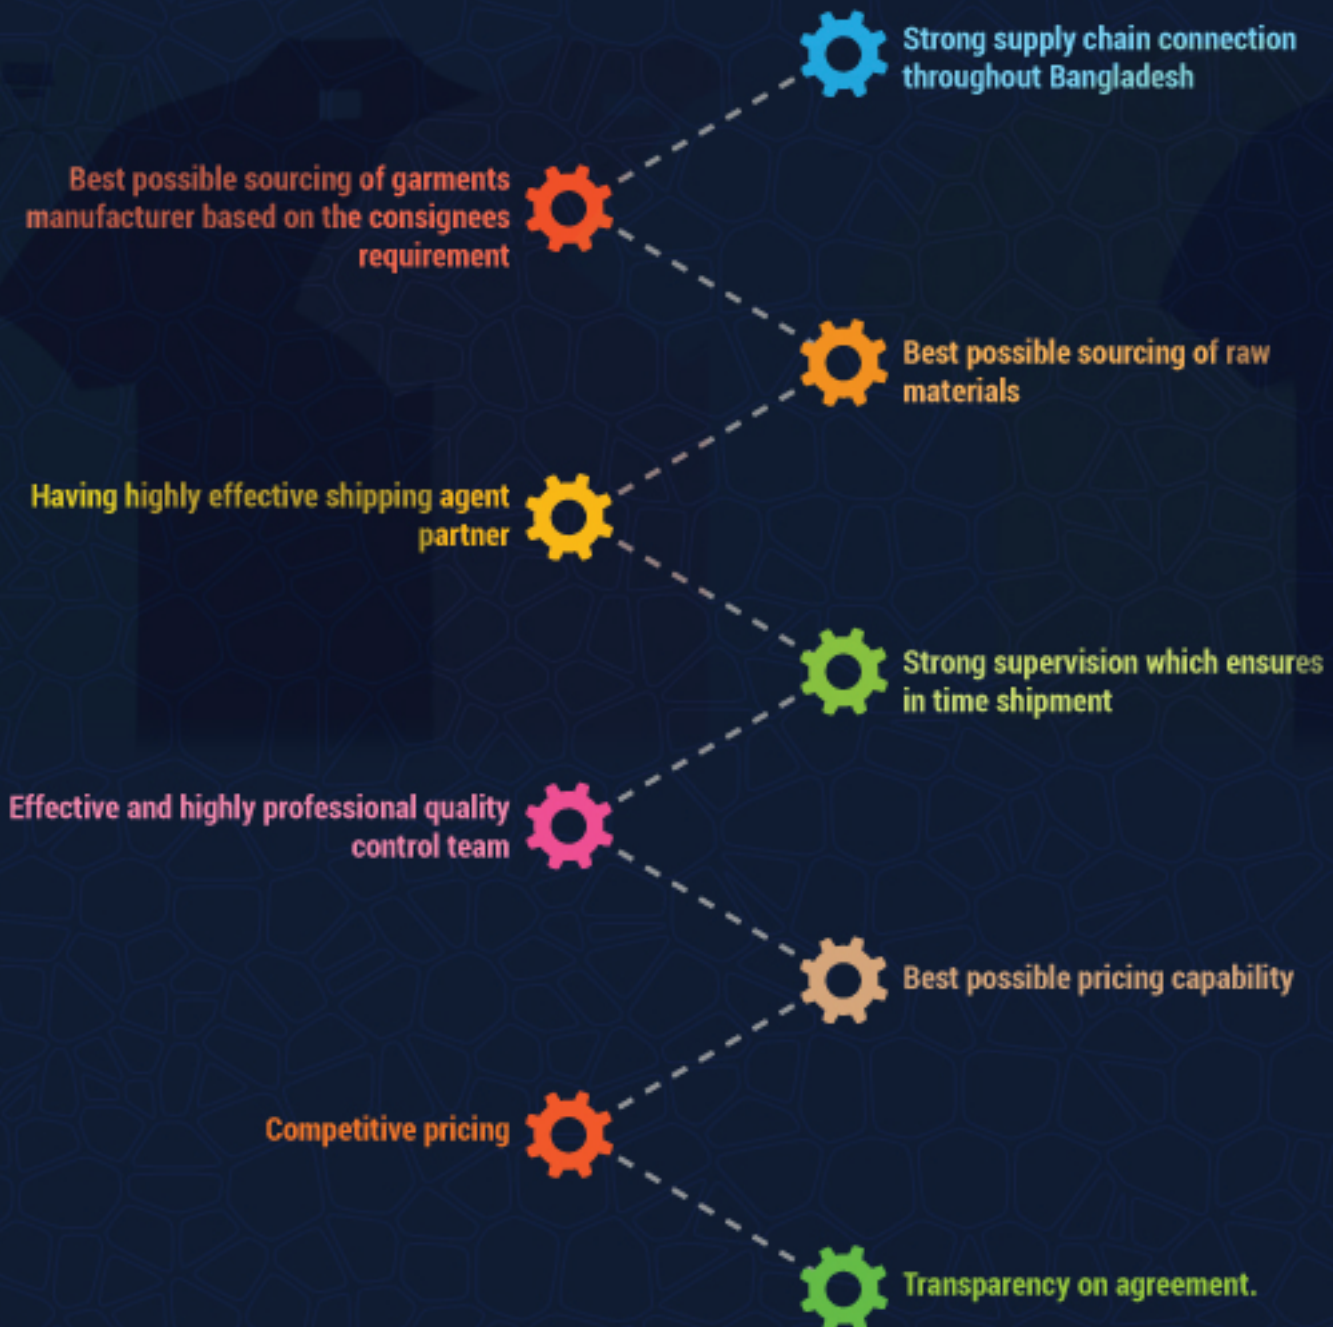 Strong supply chain connection
throughout Bangladesh
Best possible sourcing of garments
manufacturer based on the consignees
requirement
Best possible sourcing of raw
materials
Having highly effective shipping agent
partner
Strong supervision which ensures
in time shipment
Effective and highly professional quality
control team
Best possible pricing capability
Competitive pricing
Transparency on agreement.